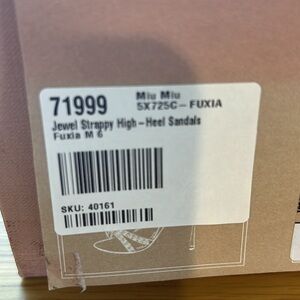 Miu Miu
71999 5X725C-FUXIA
Jewel Strappy High-Heel Sandals
Fuxia M 6
SKU: 40161